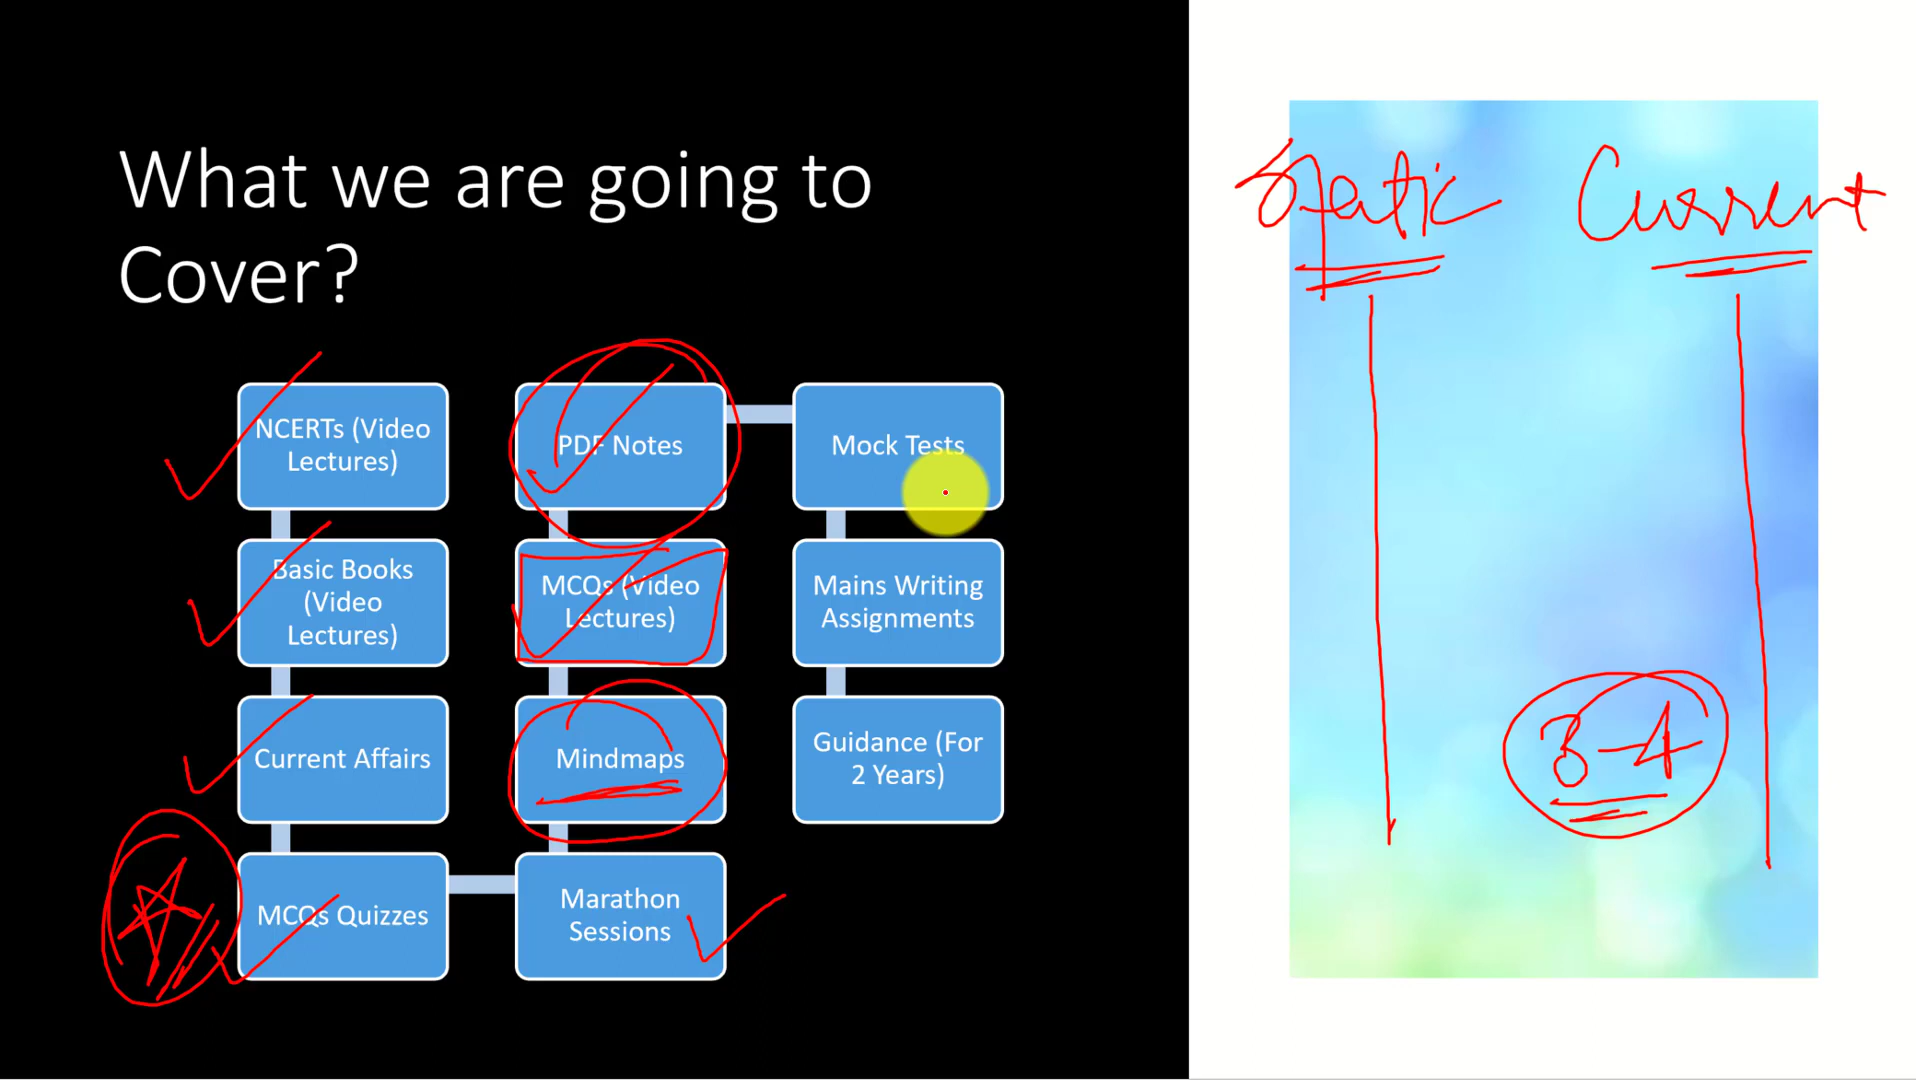 What we are going to
Cover?
NCERTs (Video
Lectures)
Basic Books
(Video
Lectures)
Current Affairs
MCQs Quizzes
Marathon
Sessions
Mindmaps
MCQs (Video
Lectures)
PDF Notes
Mock Tests
Mains Writing
Assignments
Guidance (For
2 Years)
Static
Current
3-4